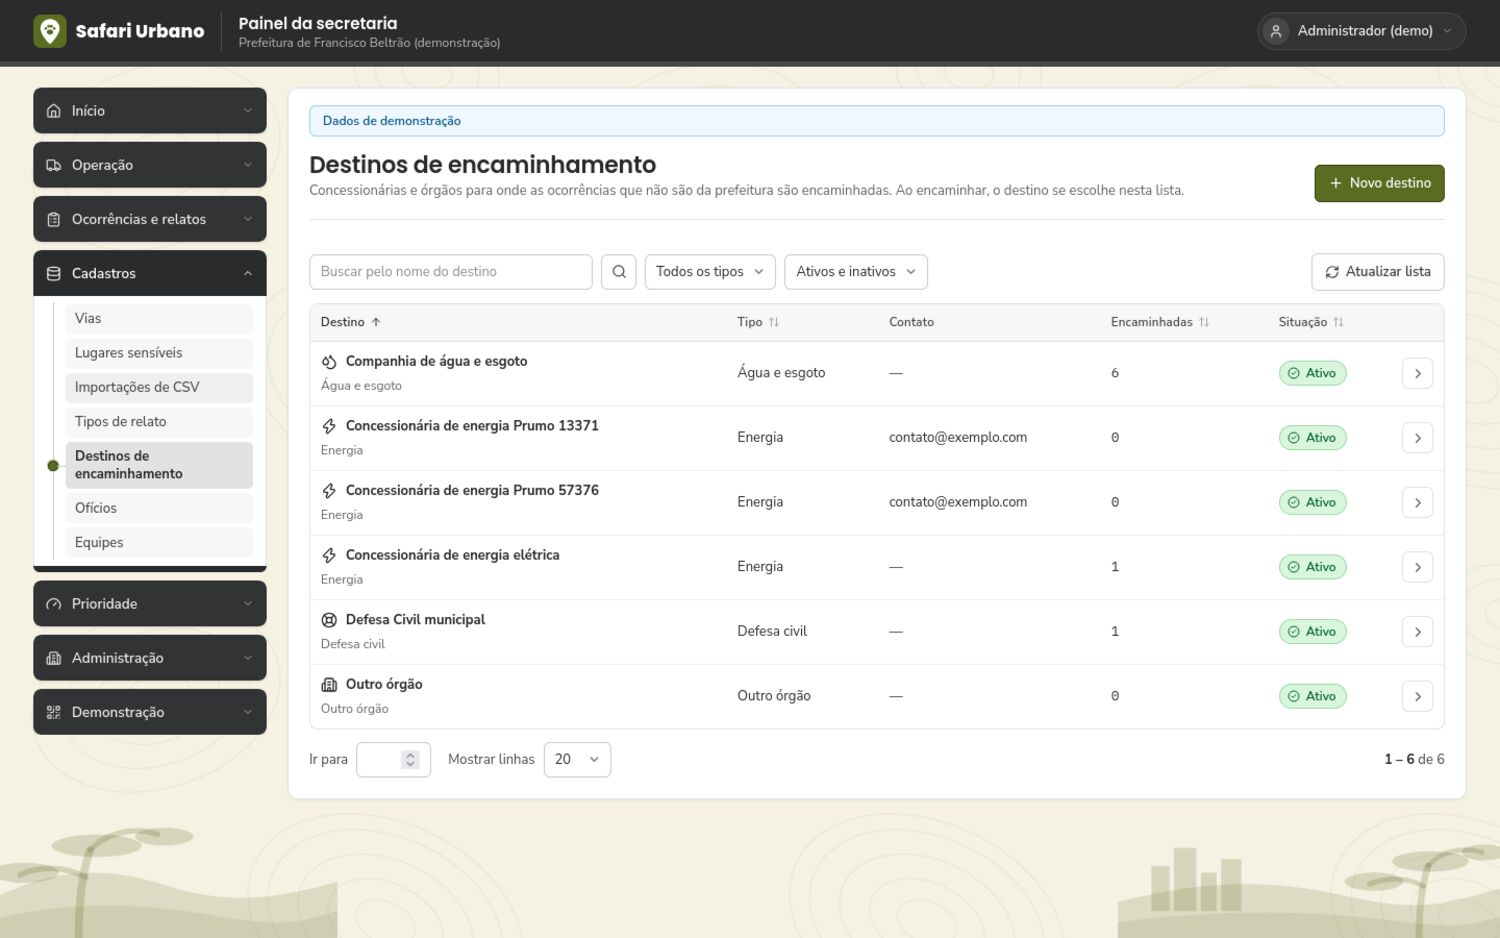 Safari Urbano
Painel da secretaria
Prefeitura de Francisco Beltrão (demonstração)
Administrador (demo)
Início
Operação
Ocorrências e relatos
Cadastros
Vias
Lugares sensíveis
Importações de CSV
Tipos de relato
Destinos de
encaminhamento
Ofícios
Equipes
Prioridade
Administração
Demonstração
Dados de demonstração
Destinos de encaminhamento
Concessionárias e órgãos para onde as ocorrências que não são da prefeitura são encaminhadas. Ao encaminhar, o destino se escolhe nesta lista.
Novo destino
Buscar pelo nome do destino
Todos os tipos
Ativos e inativos
Atualizar lista
Destino Tipo Contato Encaminhadas Situação
Companhia de água e esgoto
Água e esgoto
Água e esgoto — 6 Ativo
Concessionária de energia Prumo 13371
Energia
Energia contato@exemplo.com 0 Ativo
Concessionária de energia Prumo 57376
Energia
Energia contato@exemplo.com 0 Ativo
Concessionária de energia elétrica
Energia
Energia — 1 Ativo
Defesa Civil municipal
Defesa civil
Defesa civil — 1 Ativo
Outro órgão
Outro órgão
Outro órgão — 0 Ativo
Ir para Mostrar linhas 20 1 – 6 de 6